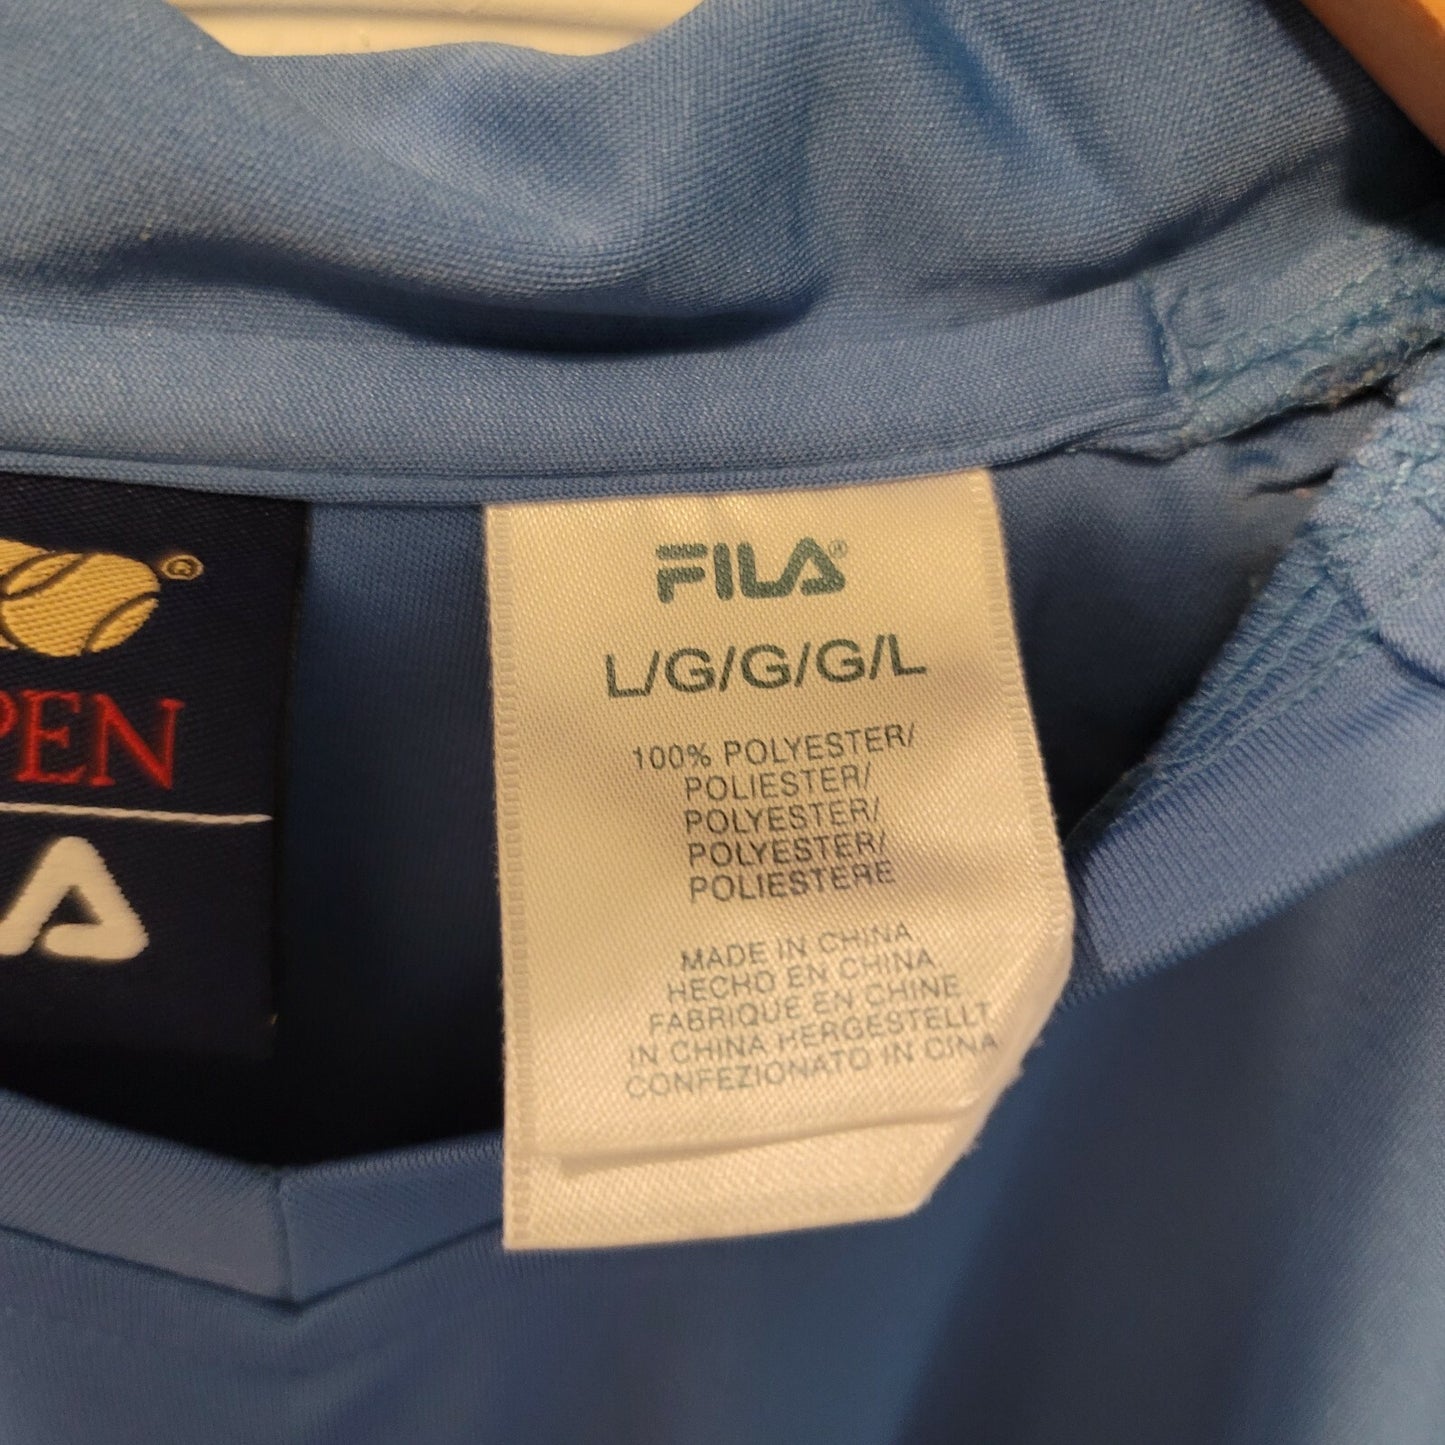 ®
PEN
FILA®
L/G/G/G/L
100% POLYESTER/
POLIESTER/
POLYESTER/
POLYESTER/
POLIESTERE
MADE IN CHINA
HECHO EN CHINA
FABRIQUE EN CHINE
IN CHINA HERGESTELLT
CONFEZIONATO IN CINA